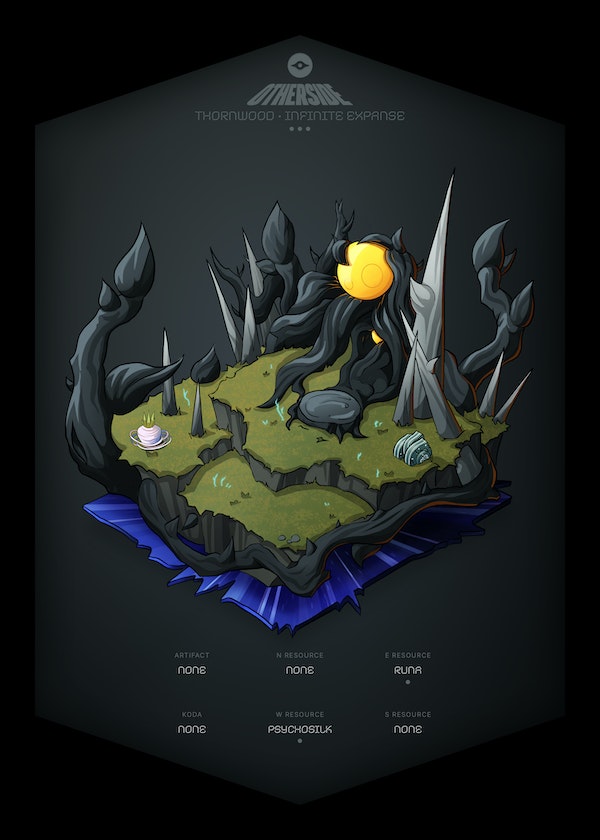 OTHERSIDE
THORNWOOD · INFINITE EXPANSE
ARTIFACT
NONE
N RESOURCE
NONE
E RESOURCE
RUNA
KODA
NONE
W RESOURCE
PSYCHOSILK
S RESOURCE
NONE